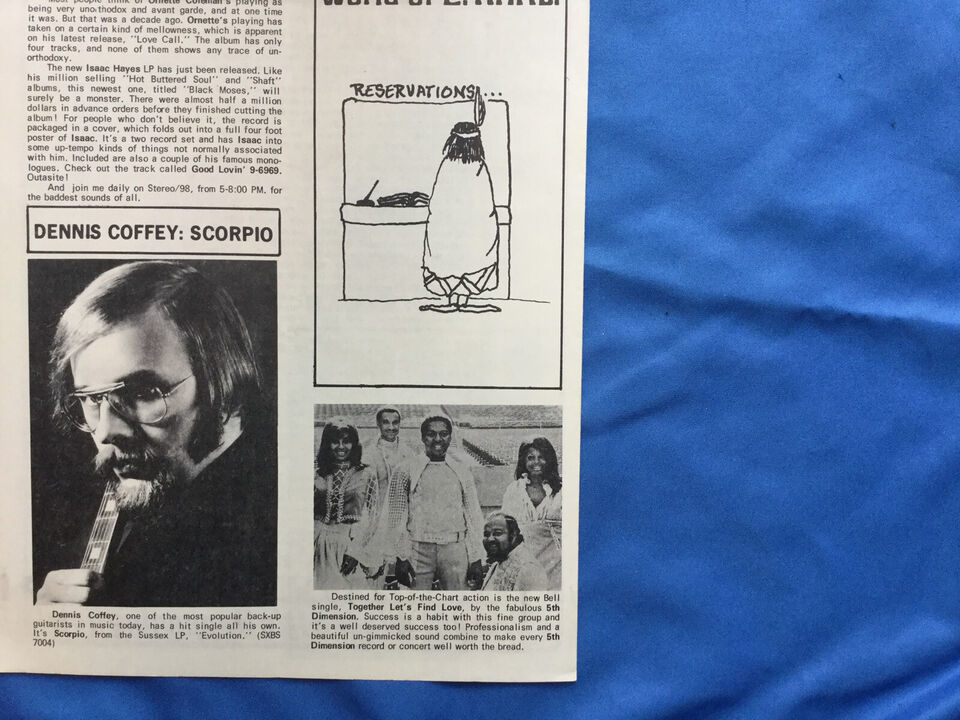 Most people think of Ornette Coleman's playing as
being very uno,thodox and avant garde, and at one time
it was. But that was a decade ago. Ornette's playing has
taken on a certain kind of mellowness, which is apparent
on his latest release, "Love Call." The album has only
four tracks, and none of them shows any trace of un-
orthodoxy.
The new Isaac Hayes LP has just been released. Like
his million selling "Hot Buttered Soul" and "Shaft"
albums, this newest one, titled "Black Moses," will
surely be a monster. There were almost half a million
dollars in advance orders before they finished cutting the
album! For people who don't believe it, the record is
packaged in a cover, which folds out into a full four foot
poster of Isaac. It's a two record set and has Isaac into
some up-tempo kinds of things not normally associated
with him. Included are also a couple of his famous mono-
logues. Check out the track called Good Lovin' 9-6969.
Outasite!
And join me daily on Stereo/98, from 5-8:00 PM. for
the baddest sounds of all.
DENNIS COFFEY: SCORPIO
Dennis Coffey, one of the most popular back-up
guitarists in music today, has a hit single all his own.
It's Scorpio, from the Sussex LP, "Evolution." (SXBS
7004)
World of
RESERVATIONS...
Destined for Top-of-the-Chart action is the new Bell
single, Together Let's Find Love, by the fabulous 5th
Dimension. Success is a habit with this fine group and
it's a well deserved success too! Professionalism and a
beautiful un-gimmicked sound combine to make every 5th
Dimension record or concert well worth the bread.